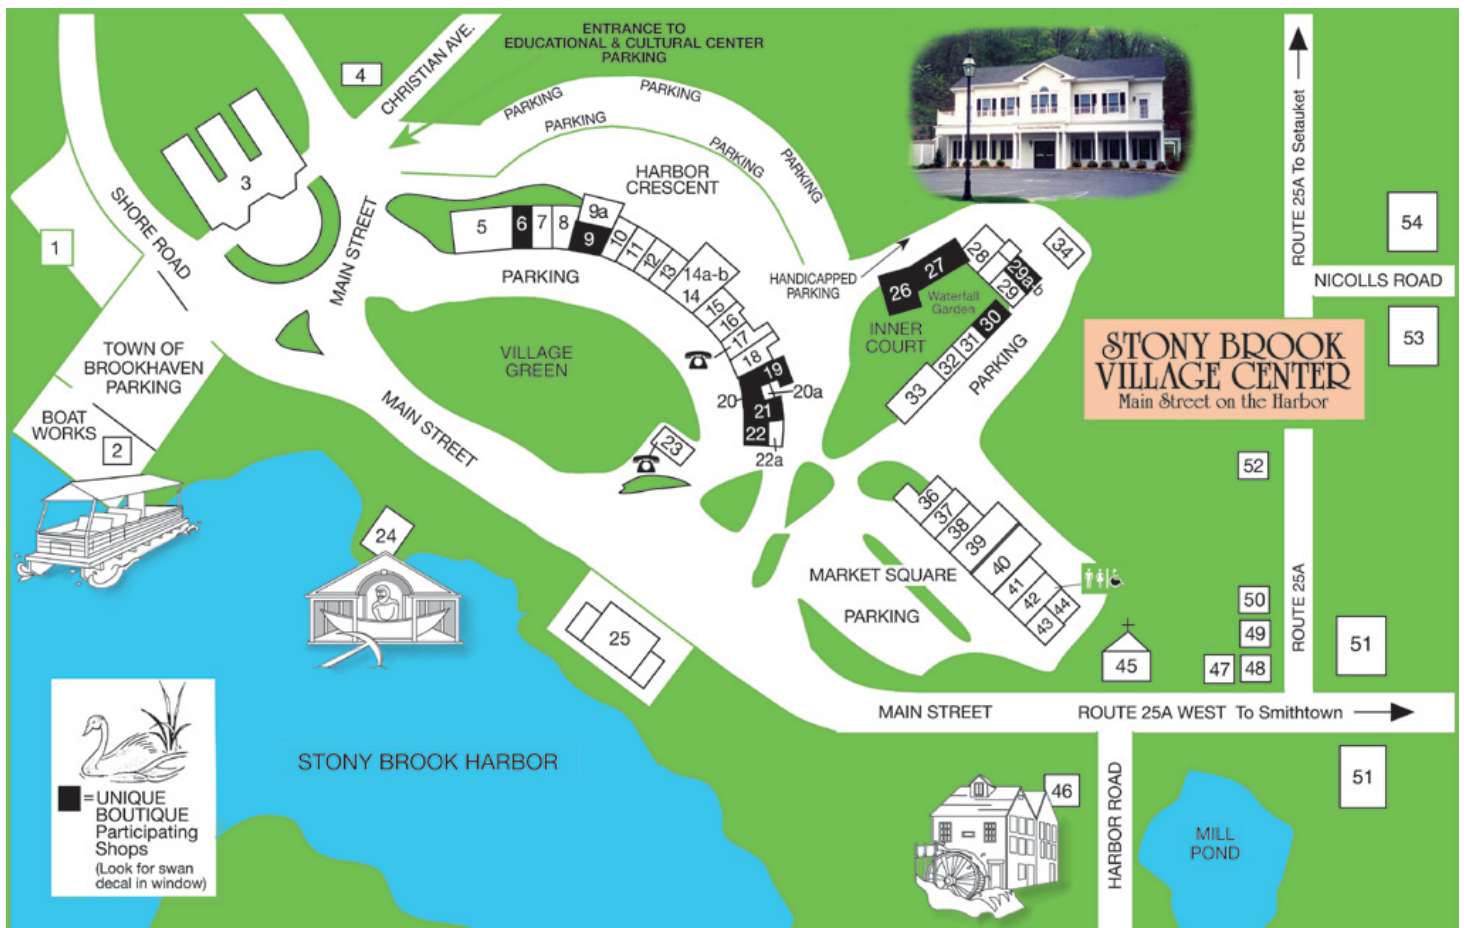 ENTRANCE TO
EDUCATIONAL & CULTURAL CENTER
PARKING
CHRISTIAN AVE.
4
3
SHORE ROAD
MAIN STREET
1
TOWN OF
BROOKHAVEN
PARKING
BOAT
WORKS
2
PARKING
PARKING
PARKING
PARKING
PARKING
HARBOR
CRESCENT
5
6
7
8
9a
9
10
11
12
13
14a-b
14
15
16
17
18
19
20
20a
21
22
22a
PARKING
VILLAGE
GREEN
MAIN STREET
23
24
25
HANDICAPPED
PARKING
26
27
28
29a-b
29
30
31
32
33
34
Waterfall
Garden
INNER
COURT
PARKING
36
37
38
39
40
41
42
43
44
MARKET SQUARE
PARKING
45
ROUTE 25A To Setauket
54
NICOLLS ROAD
53
STONY BROOK
VILLAGE CENTER
Main Street on the Harbor
52
50
49
47
48
ROUTE 25A
51
MAIN STREET
ROUTE 25A WEST To Smithtown
51
46
HARBOR ROAD
MILL
POND
STONY BROOK HARBOR
=UNIQUE
BOUTIQUE
Participating
Shops
(Look for swan
decal in window)